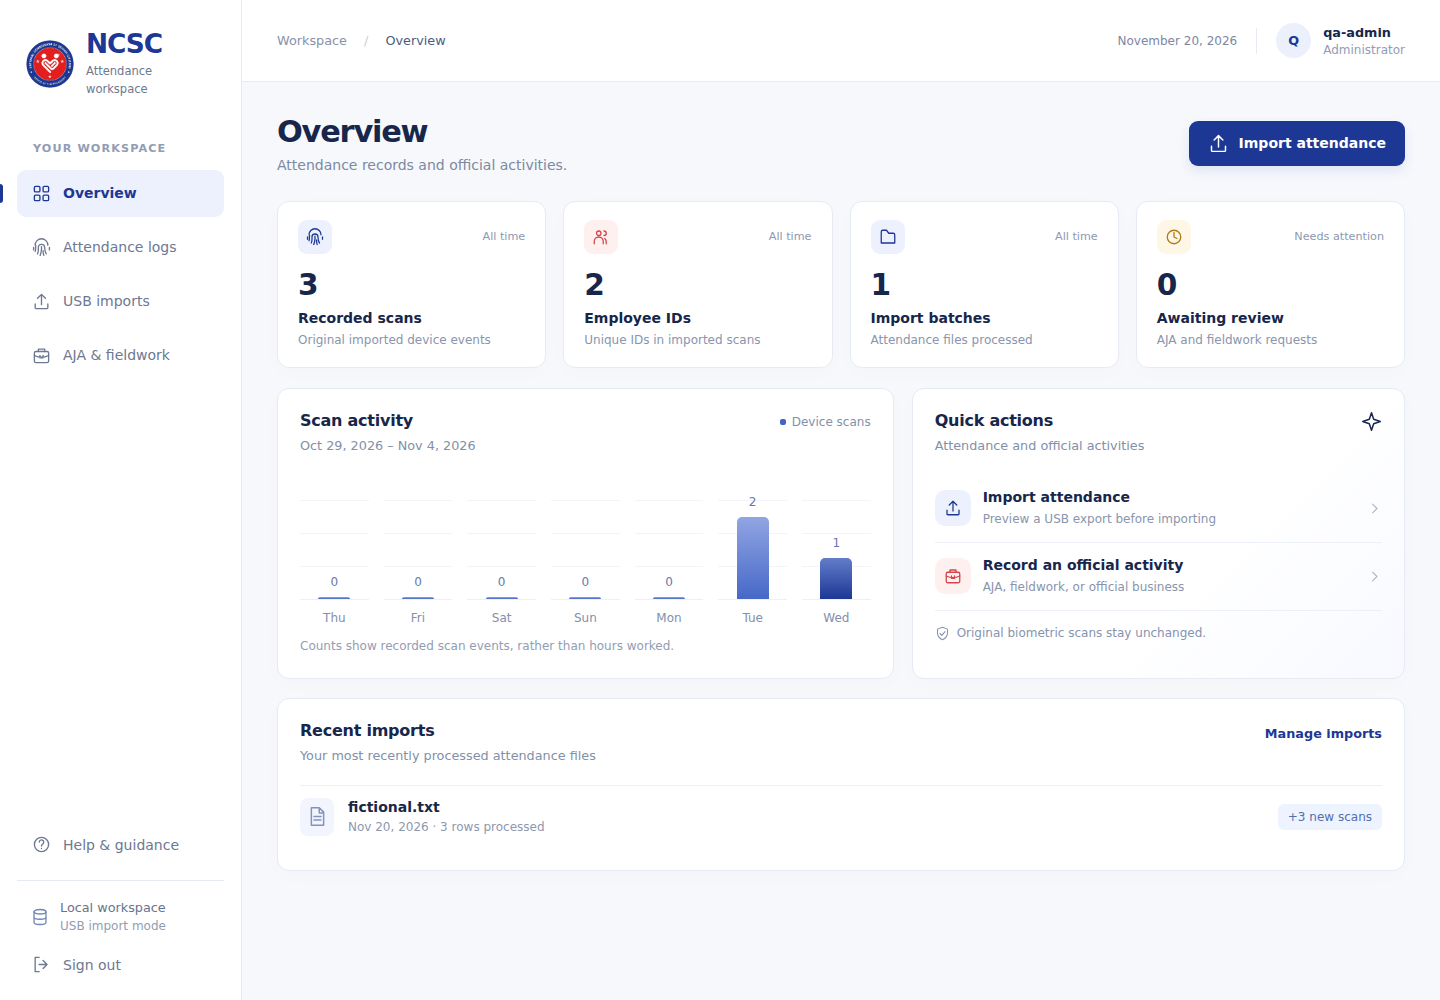 NCSC
Attendance
workspace
YOUR WORKSPACE
Overview
Attendance logs
USB imports
AJA & fieldwork
Help & guidance
Local workspace
USB import mode
Sign out
Workspace / Overview
November 20, 2026
Q
qa-admin
Administrator
Overview
Attendance records and official activities.
Import attendance
All time
3
Recorded scans
Original imported device events
All time
2
Employee IDs
Unique IDs in imported scans
All time
1
Import batches
Attendance files processed
Needs attention
0
Awaiting review
AJA and fieldwork requests
Scan activity
Device scans
Oct 29, 2026 – Nov 4, 2026
0 0 0 0 0 2 1
Thu Fri Sat Sun Mon Tue Wed
Counts show recorded scan events, rather than hours worked.
Quick actions
Attendance and official activities
Import attendance
Preview a USB export before importing
Record an official activity
AJA, fieldwork, or official business
Original biometric scans stay unchanged.
Recent imports
Manage imports
Your most recently processed attendance files
fictional.txt
Nov 20, 2026 · 3 rows processed
+3 new scans